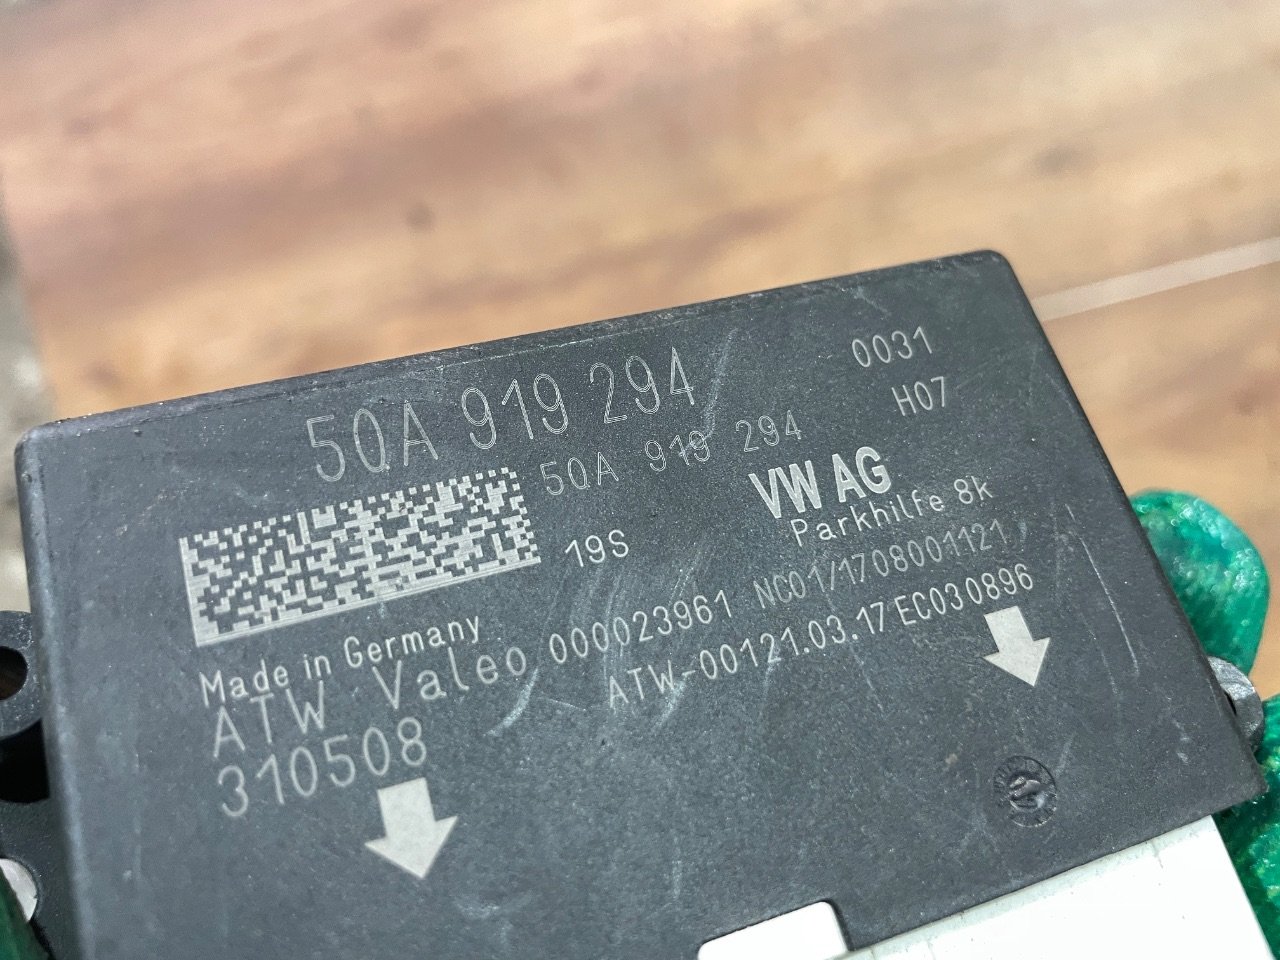 5QA 919 294
0031
H07
5QA 919 294
VW AG
Parkhilfe 8k
19S
Made in Germany
000023961 NC01/1708001121
ATW Valeo
ATW-00121.03.17 EC030896
310508